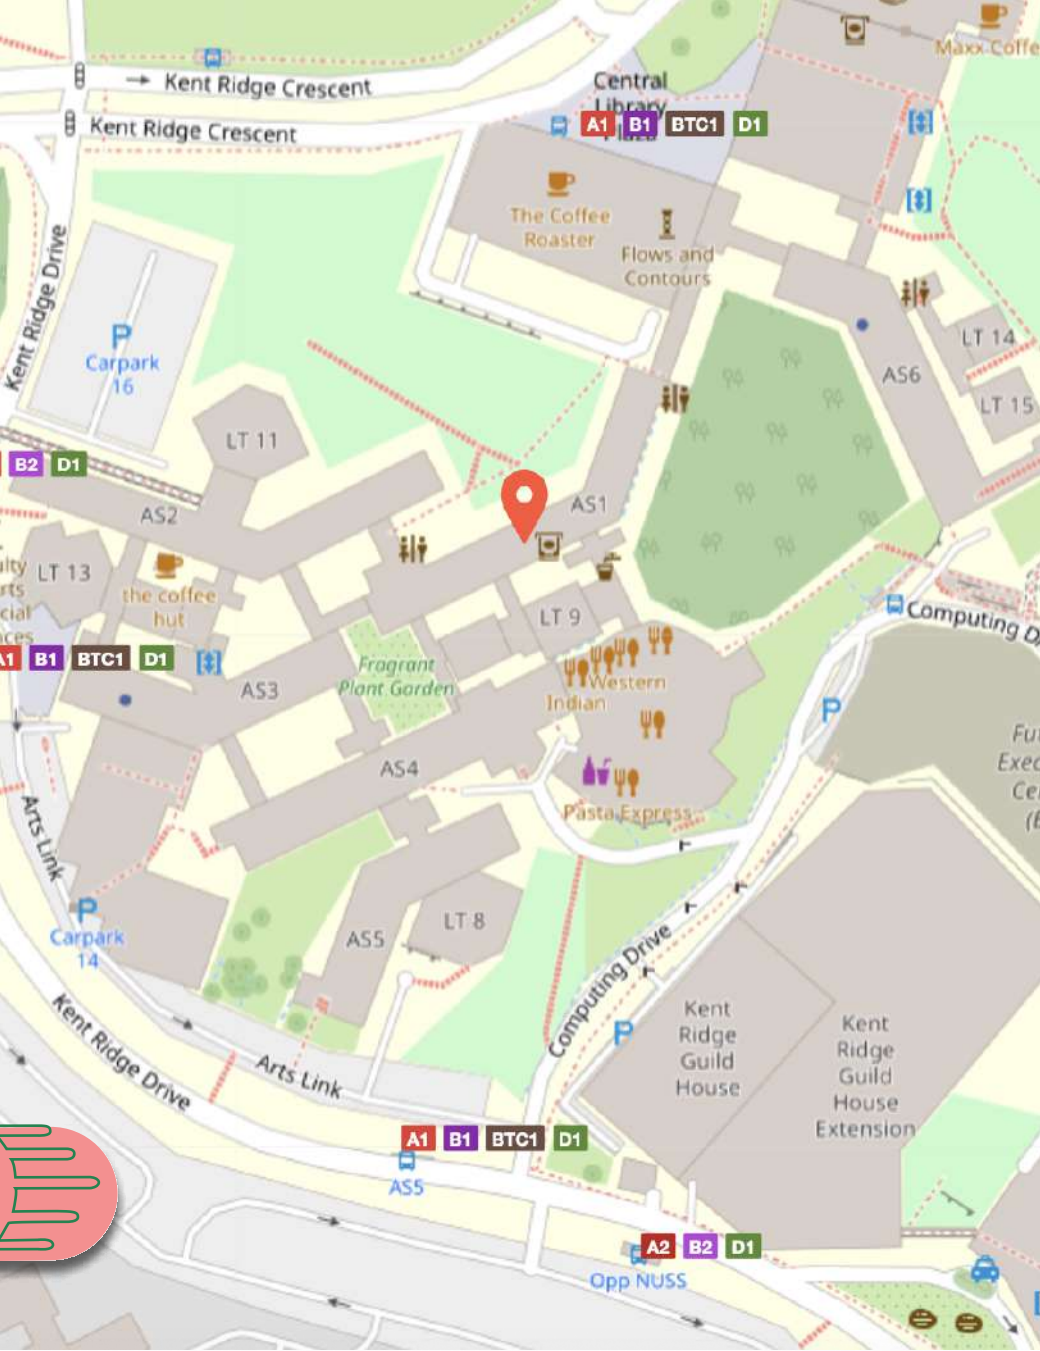 Maxx Coffe
Kent Ridge Crescent
Central
Library
A1 B1 BTC1 D1
Kent Ridge Crescent
The Coffee
Roaster
Flows and
Contours
Kent Ridge Drive
P
Carpark
16
LT 14
AS6
LT 15
LT 11
B2 D1
AS2
AS1
LT 13
the coffee
hut
LT 9
Computing D
A1 B1 BTC1 D1
Fragrant
Plant Garden
Western
Indian
AS3
P
AS4
Pasta Express
Arts Link
P
Carpark
14
AS5
LT 8
Computing Drive
Kent
Ridge
Guild
House
P
Kent
Ridge
Guild
House
Extension
Kent Ridge Drive
Arts Link
A1 B1 BTC1 D1
AS5
A2 B2 D1
Opp NUSS